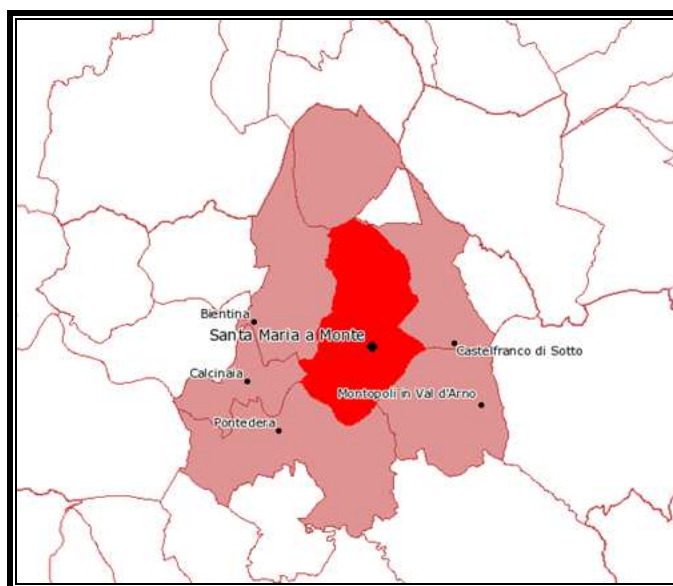 Bientina
Santa Maria a Monte
Castelfranco di Sotto
Calcinaia
Montopoli in Val d'Arno
Pontedera